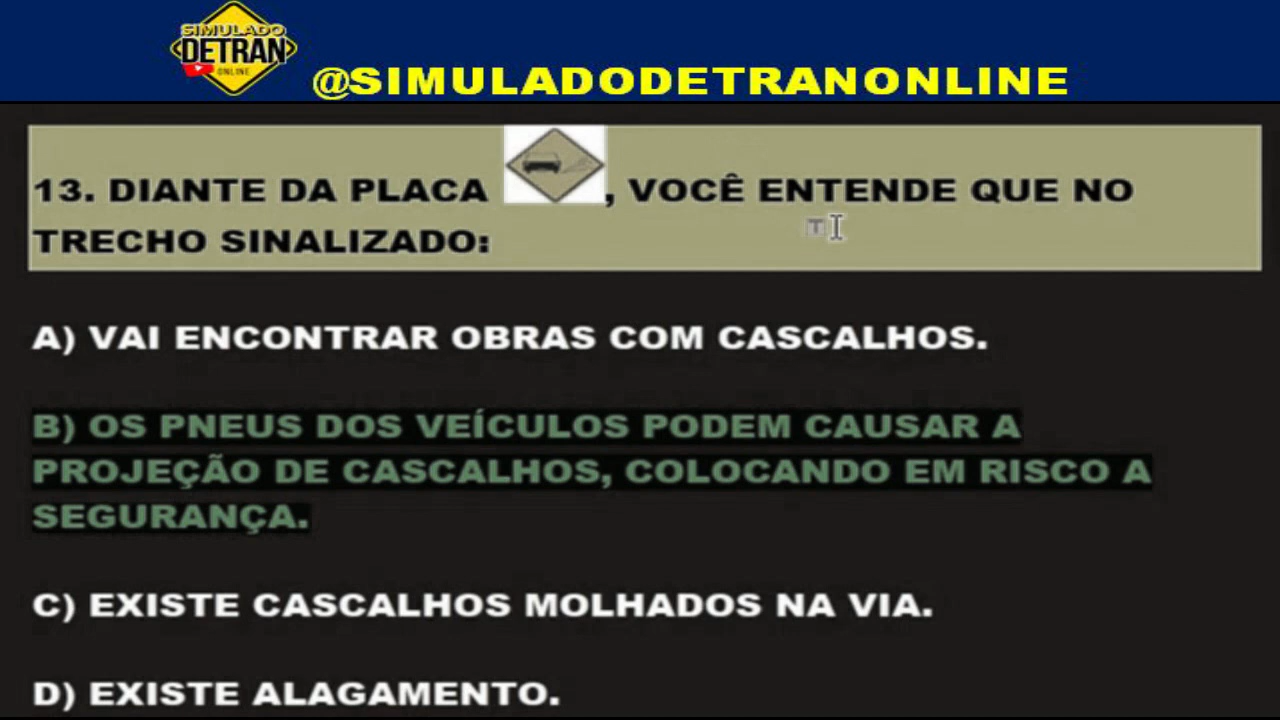 SIMULADO
DETRAN
ONLINE
@SIMULADODETRANONLINE
13. DIANTE DA PLACA , VOCÊ ENTENDE QUE NO
TRECHO SINALIZADO:
A) VAI ENCONTRAR OBRAS COM CASCALHOS.
B) OS PNEUS DOS VEÍCULOS PODEM CAUSAR A
PROJEÇÃO DE CASCALHOS, COLOCANDO EM RISCO A
SEGURANÇA.
C) EXISTE CASCALHOS MOLHADOS NA VIA.
D) EXISTE ALAGAMENTO.